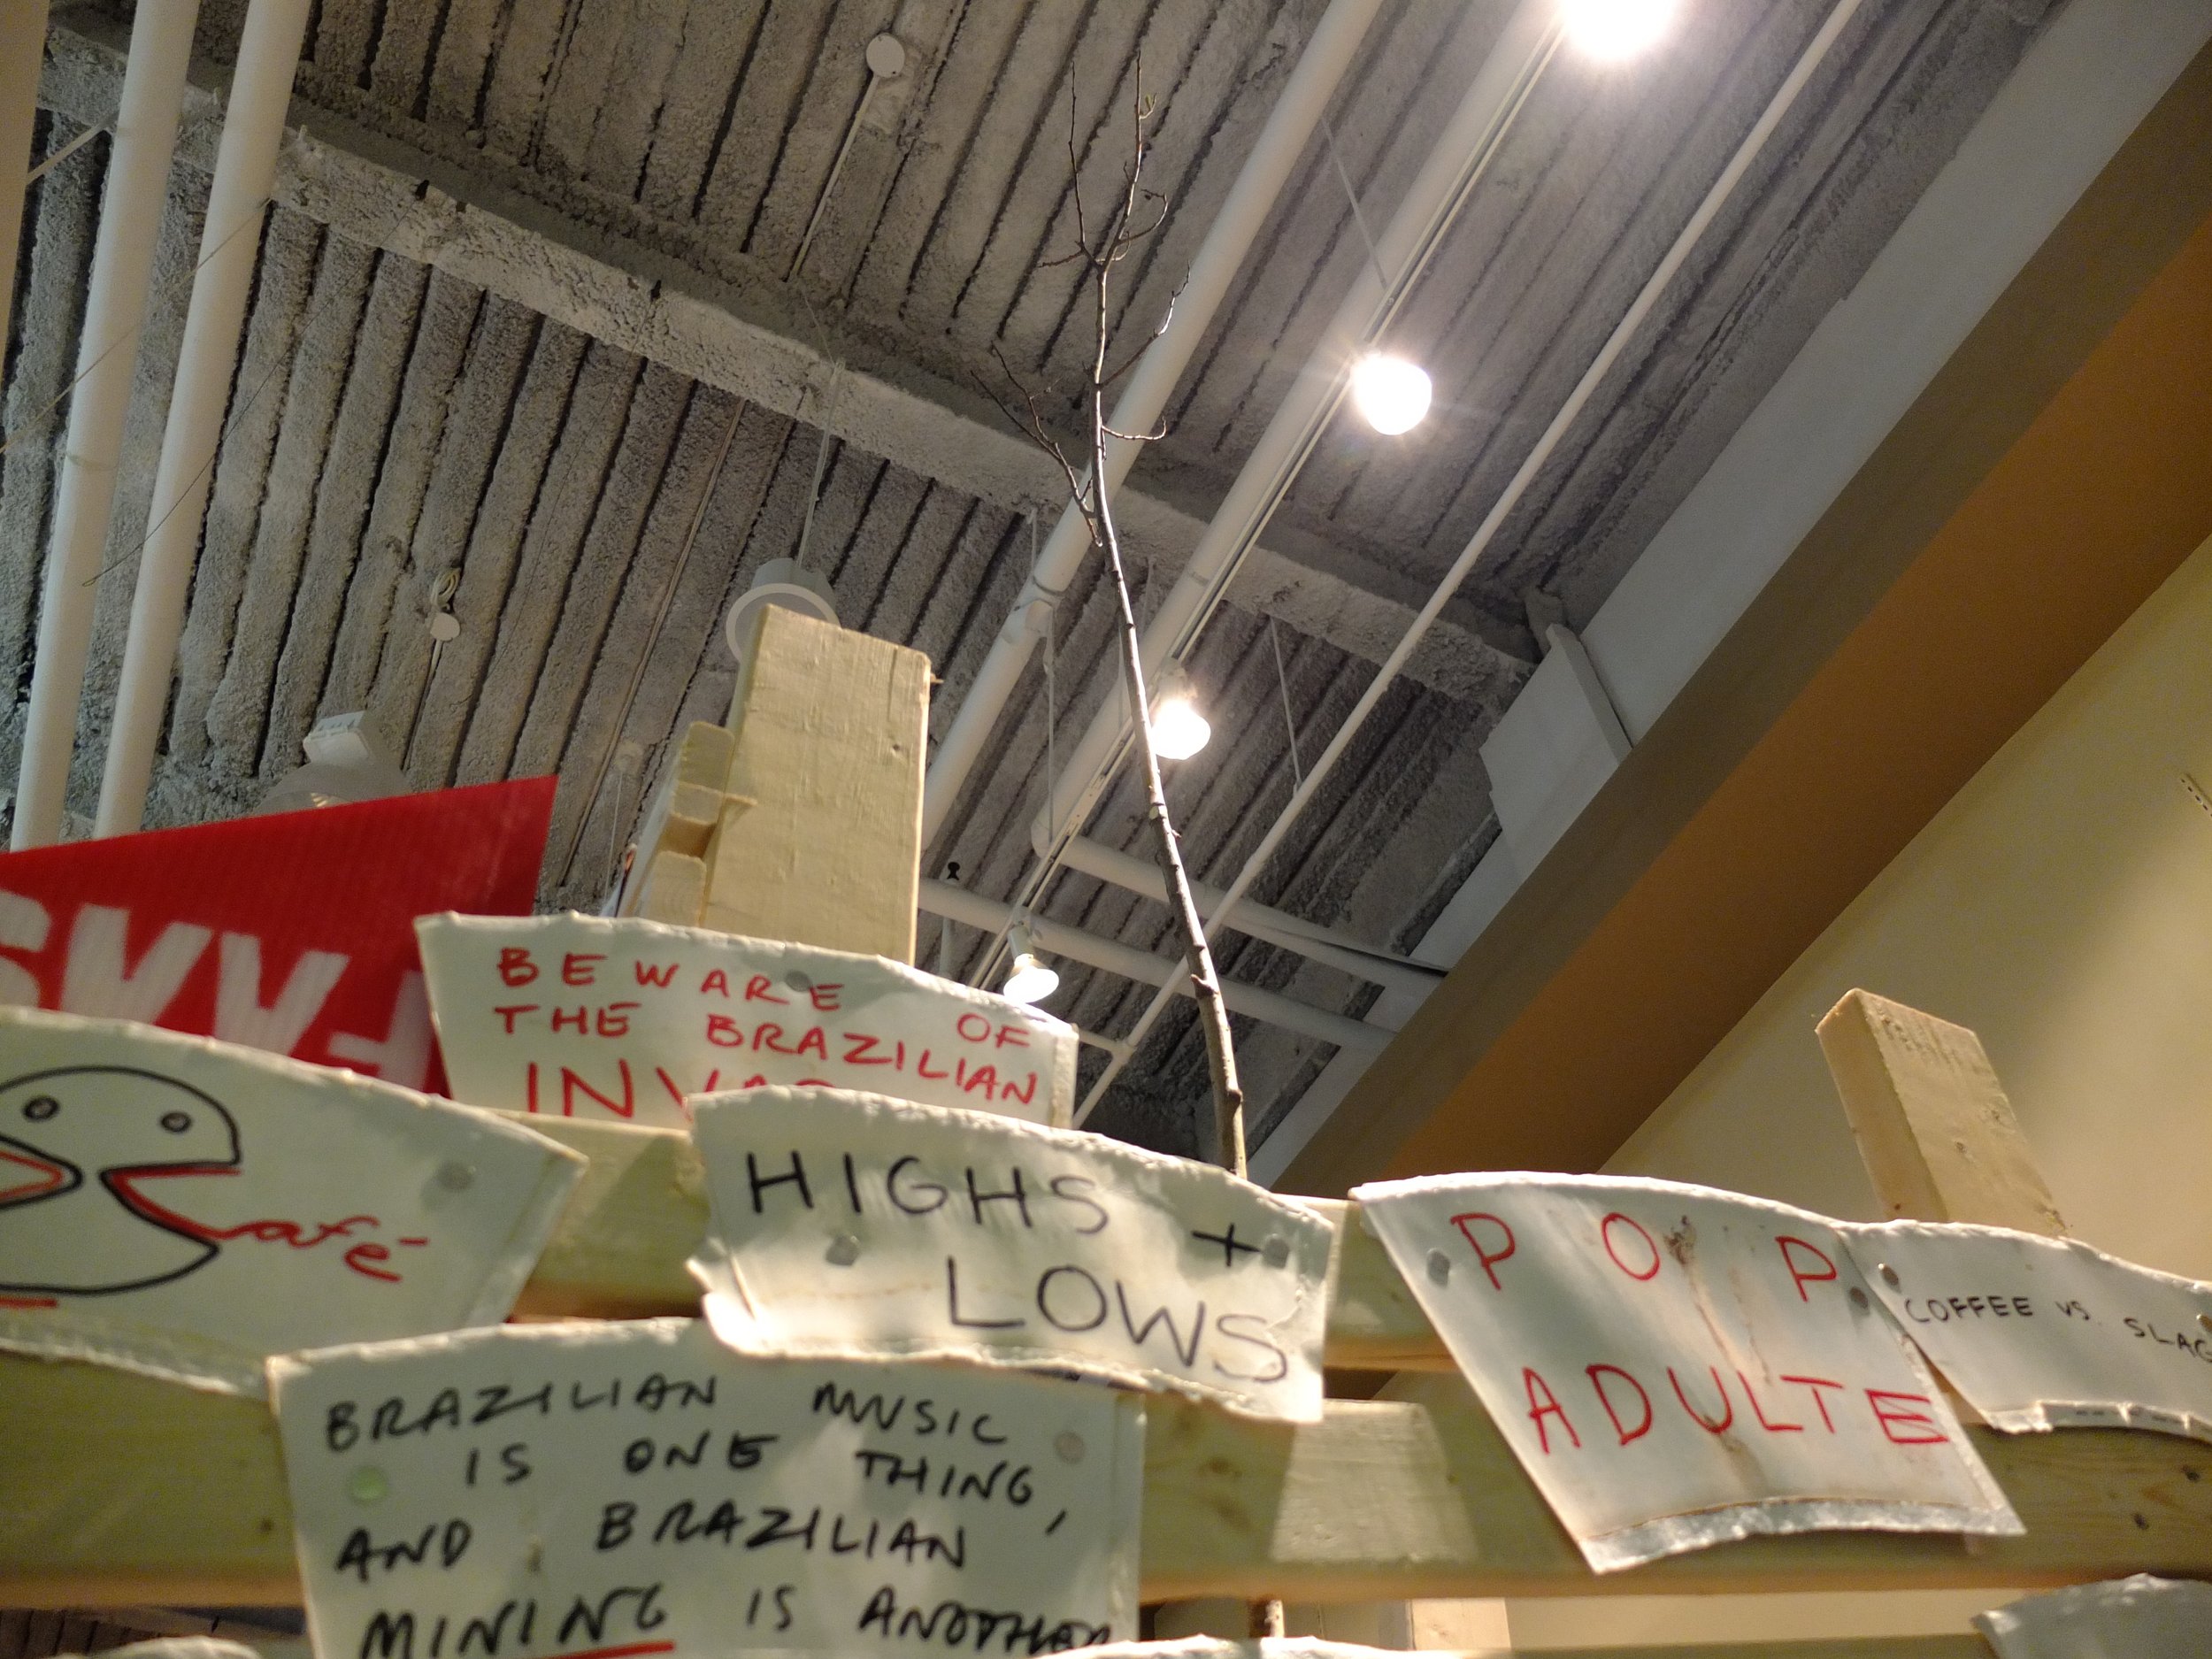 BEWARE OF
THE BRAZILIAN
café
HIGHS +
LOWS
POP
ADULTE
COFFEE VS.
BRAZILIAN MUSIC
IS ONE THING,
AND BRAZILIAN
MINING IS ANOTHER